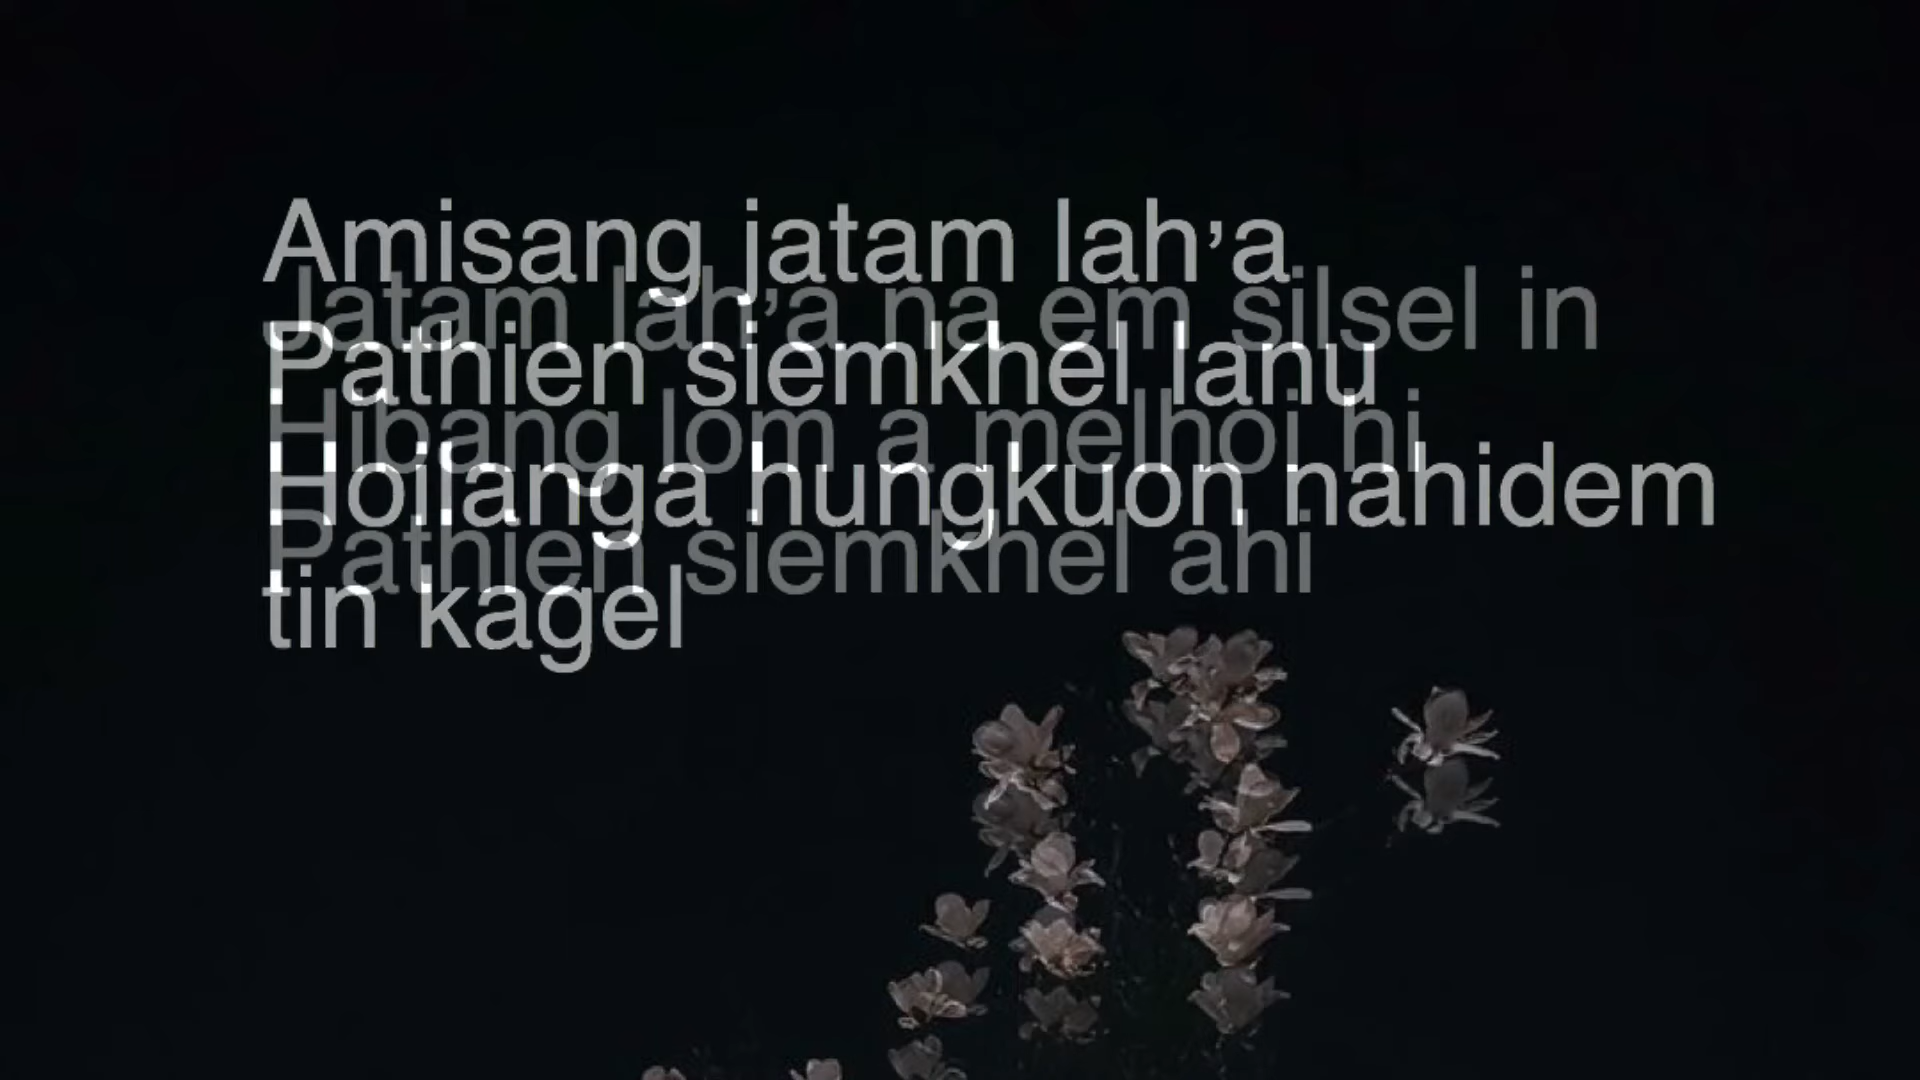 Amisang jatam lah’a
Pathien siemkhel lanu
Hoilanga hungkuon nahidem
tin kagel
Jatam lah’a na em silsel in
Hibang lom a melhoi hi
Pathien siemkhel ahi